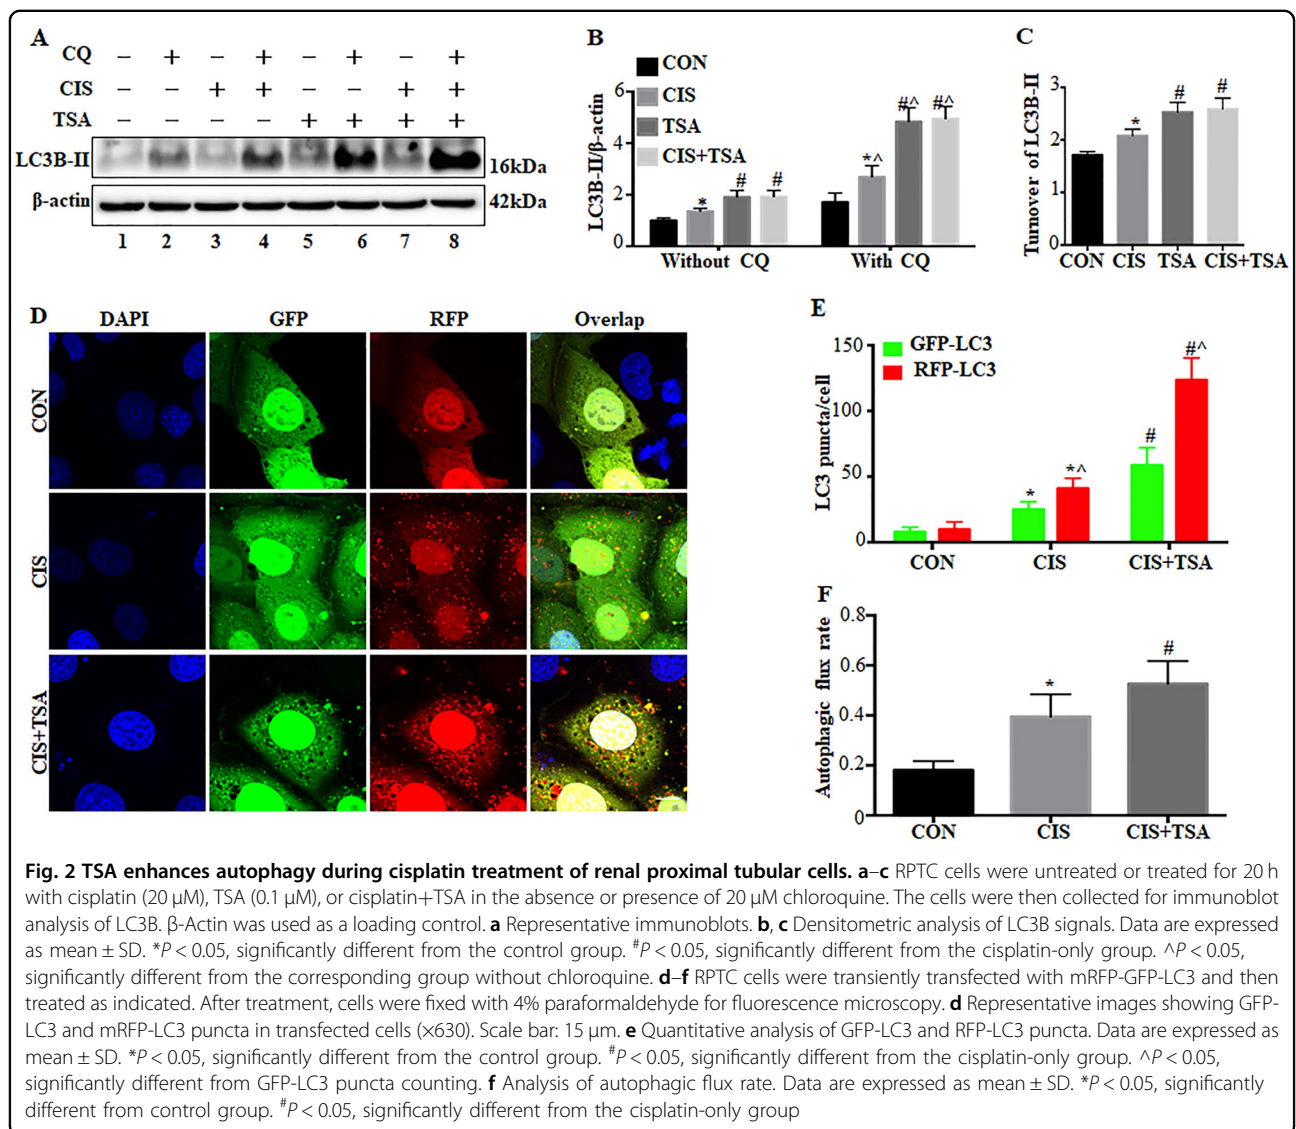 A
CQ – + – + – + – +
CIS – – + + – – + +
TSA – – – – + + + +
LC3B-II
16kDa
β-actin
42kDa
1 2 3 4 5 6 7 8
B
CON
CIS
TSA
CIS+TSA
LC3B-II/β-actin
6
4
2
0
*
#
#
*^
#^
#^
Without CQ
With CQ
C
Turnover of LC3B-II
3
2
1
0
*
#
#
CON CIS TSA CIS+TSA
D
DAPI GFP RFP Overlap
CON
CIS
CIS+TSA
E
GFP-LC3
RFP-LC3
LC3 puncta/cell
150
100
50
0
*
*^
#
#^
CON CIS CIS+TSA
F
Autophagic flux rate
0.8
0.6
0.4
0.2
0
*
#
CON CIS CIS+TSA
Fig. 2 TSA enhances autophagy during cisplatin treatment of renal proximal tubular cells. a–c RPTC cells were untreated or treated for 20 h
with cisplatin (20 µM), TSA (0.1 µM), or cisplatin+TSA in the absence or presence of 20 µM chloroquine. The cells were then collected for immunoblot
analysis of LC3B. β-Actin was used as a loading control. a Representative immunoblots. b, c Densitometric analysis of LC3B signals. Data are expressed
as mean ± SD. *P < 0.05, significantly different from the control group. #P < 0.05, significantly different from the cisplatin-only group. ^P < 0.05,
significantly different from the corresponding group without chloroquine. d–f RPTC cells were transiently transfected with mRFP-GFP-LC3 and then
treated as indicated. After treatment, cells were fixed with 4% paraformaldehyde for fluorescence microscopy. d Representative images showing GFP-
LC3 and mRFP-LC3 puncta in transfected cells (×630). Scale bar: 15 µm. e Quantitative analysis of GFP-LC3 and RFP-LC3 puncta. Data are expressed as
mean ± SD. *P < 0.05, significantly different from the control group. #P < 0.05, significantly different from the cisplatin-only group. ^P < 0.05,
significantly different from GFP-LC3 puncta counting. f Analysis of autophagic flux rate. Data are expressed as mean ± SD. *P < 0.05, significantly
different from control group. #P < 0.05, significantly different from the cisplatin-only group